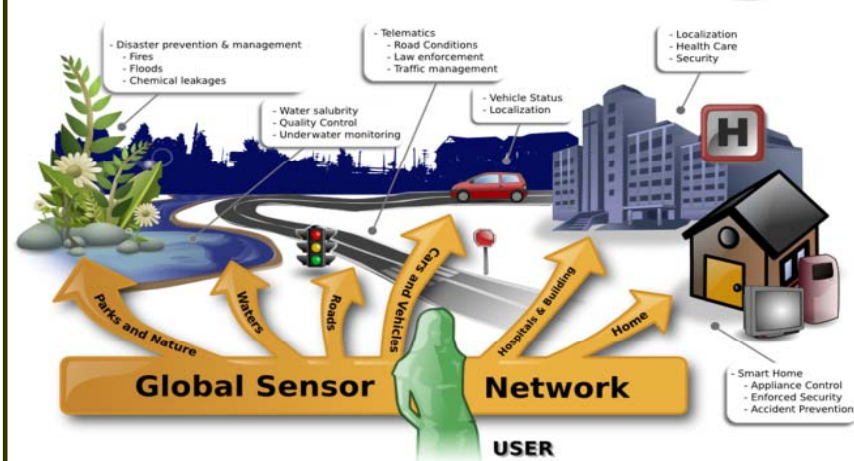 - Disaster prevention & management
- Fires
- Floods
- Chemical leakages
- Water salubrity
- Quality Control
- Underwater monitoring
- Telematics
- Road Conditions
- Law enforcement
- Traffic management
- Vehicle Status
- Localization
- Localization
- Health Care
- Security
H
Parks and Nature
Waters
Roads
Cars and Vehicles
Hospitals & Building
Home
Global Sensor Network
- Smart Home
- Appliance Control
- Enforced Security
- Accident Prevention
USER